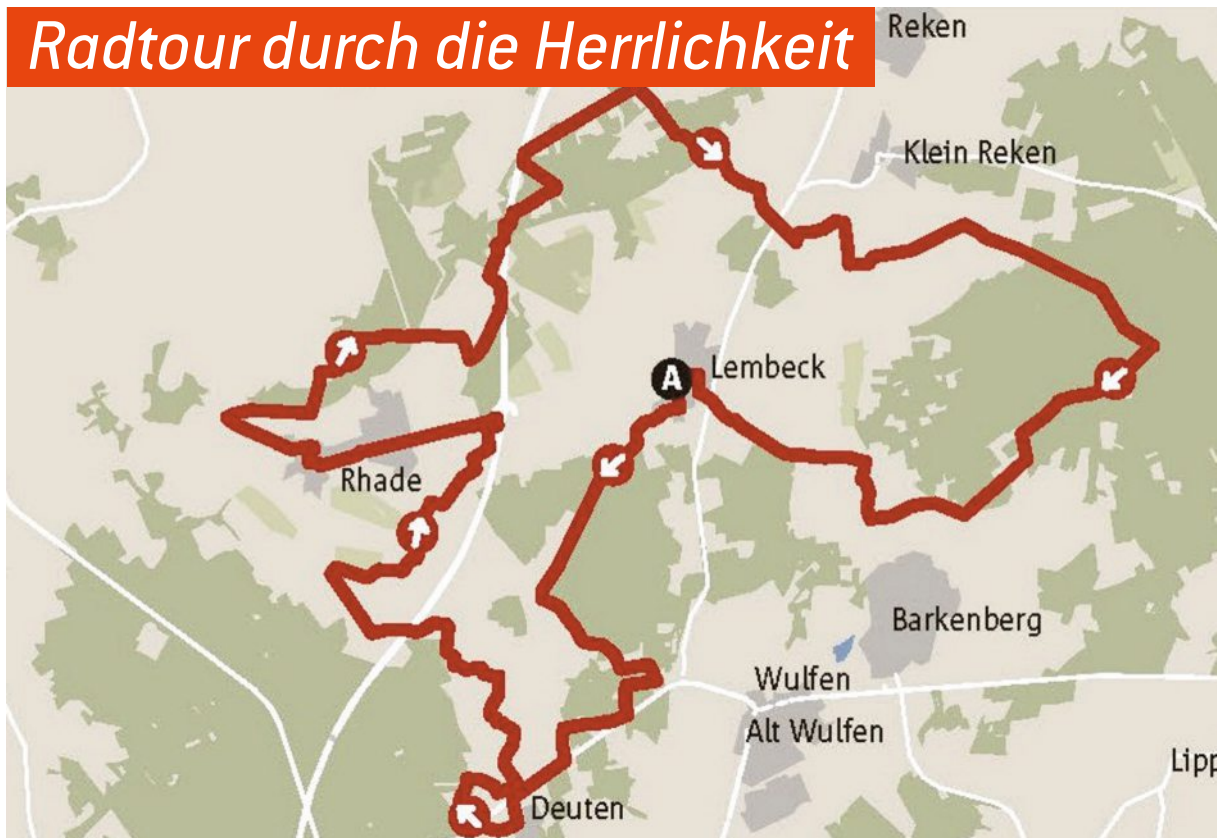 Radtour durch die Herrlichkeit
Reken
Klein Reken
A
Lembeck
Rhade
Barkenberg
Wulfen
Alt Wulfen
Lipp
Deuten